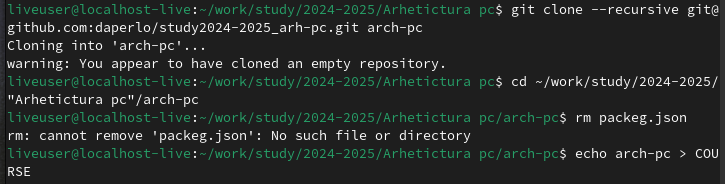 liveuser@localhost-live:~/work/study/2024-2025/Arhetictura pc$ git clone --recursive git@
github.com:daperlo/study2024-2025_arh-pc.git arch-pc
Cloning into 'arch-pc'...
warning: You appear to have cloned an empty repository.
liveuser@localhost-live:~/work/study/2024-2025/Arhetictura pc$ cd ~/work/study/2024-2025/
"Arhetictura pc"/arch-pc
liveuser@localhost-live:~/work/study/2024-2025/Arhetictura pc/arch-pc$ rm packeg.json
rm: cannot remove 'packeg.json': No such file or directory
liveuser@localhost-live:~/work/study/2024-2025/Arhetictura pc/arch-pc$ echo arch-pc > COU
RSE